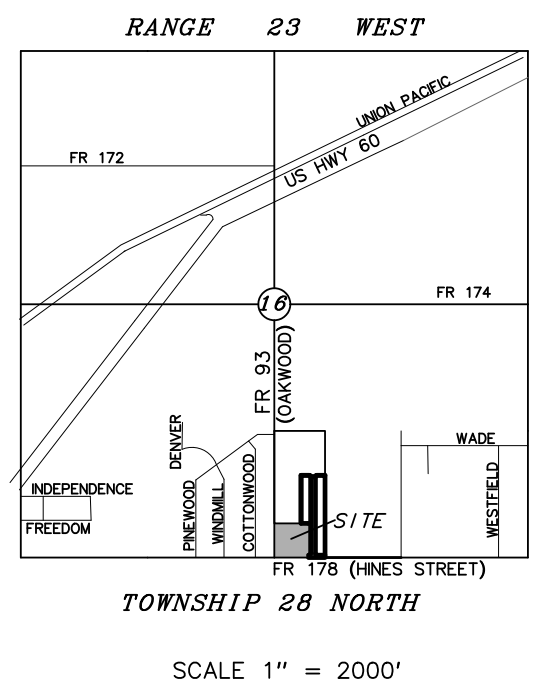 RANGE 23 WEST
UNION PACIFIC
US HWY 60
FR 172
16
FR 174
FR 93
(OAKWOOD)
DENVER
WADE
INDEPENDENCE
PINEWOOD
WINDMILL
COTTONWOOD
WESTFIELD
SITE
FREEDOM
FR 178 (HINES STREET)
TOWNSHIP 28 NORTH
SCALE 1" = 2000'